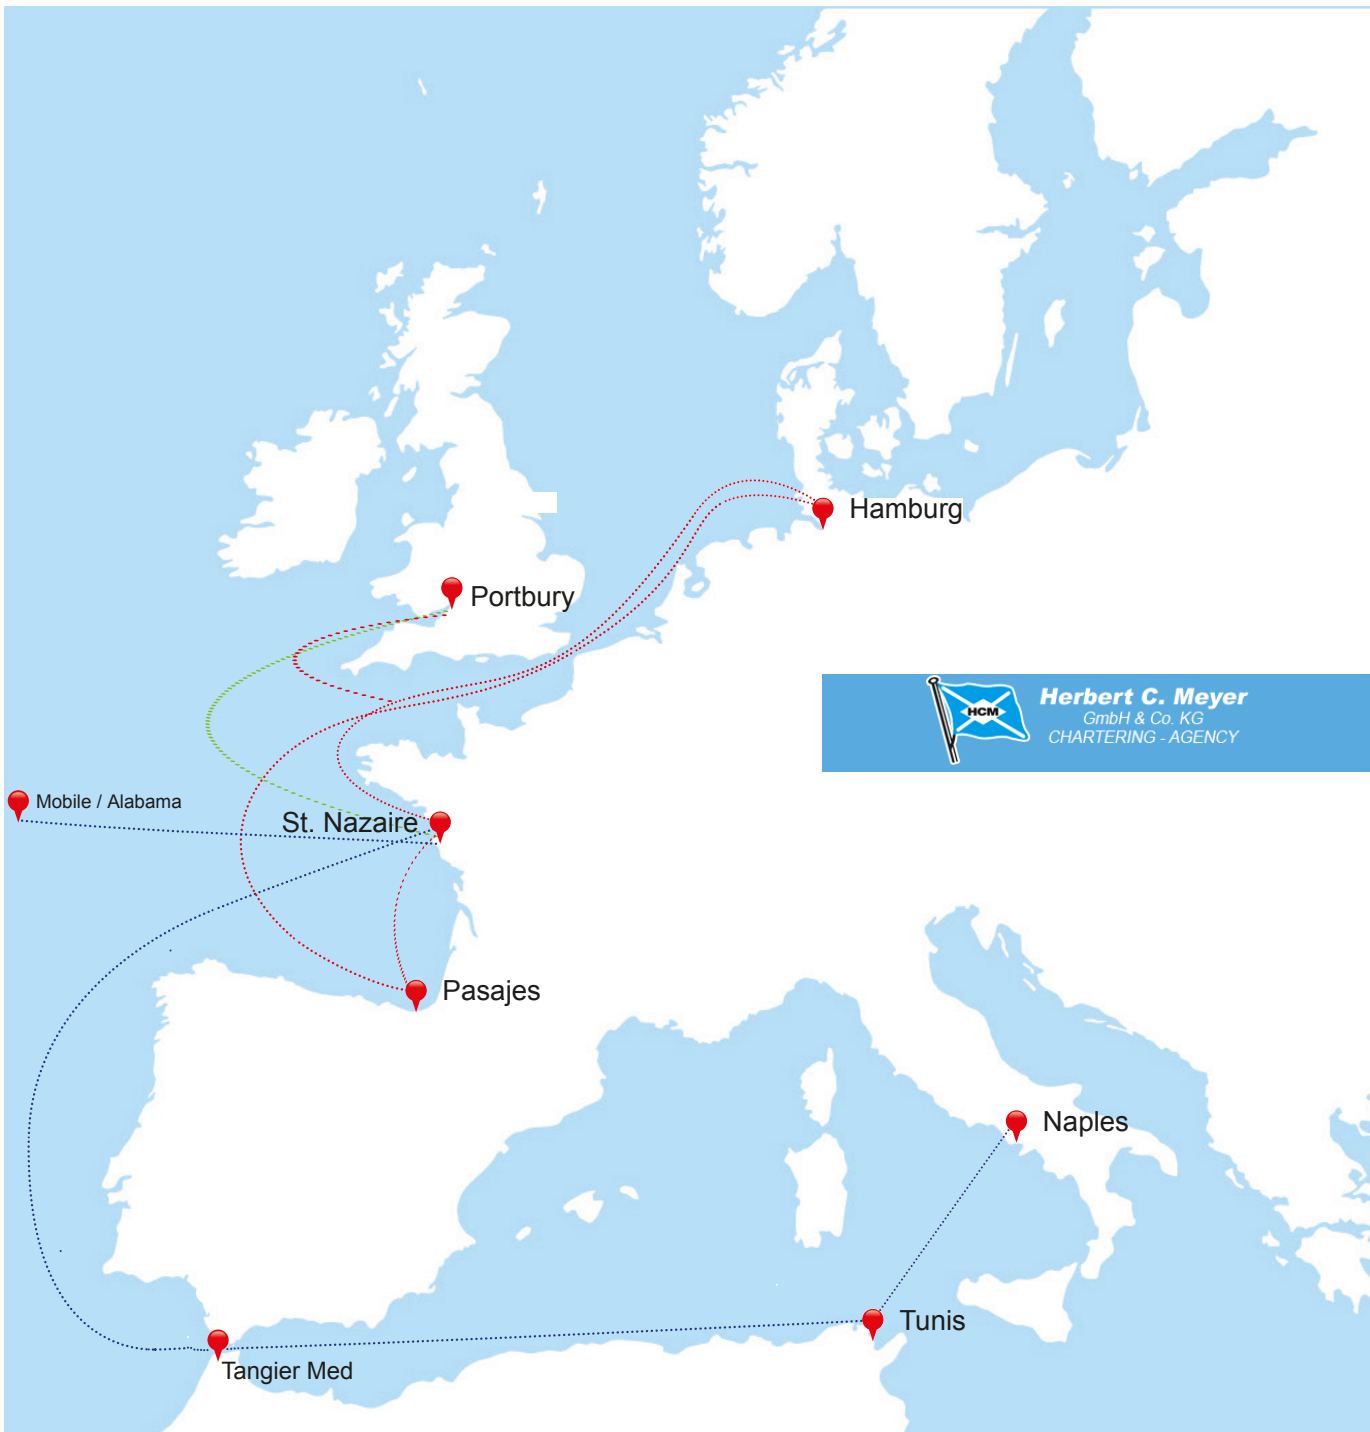 Hamburg
Portbury
HCM
Herbert C. Meyer
GmbH & Co. KG
CHARTERING - AGENCY
Mobile / Alabama
St. Nazaire
Pasajes
Naples
Tunis
Tangier Med